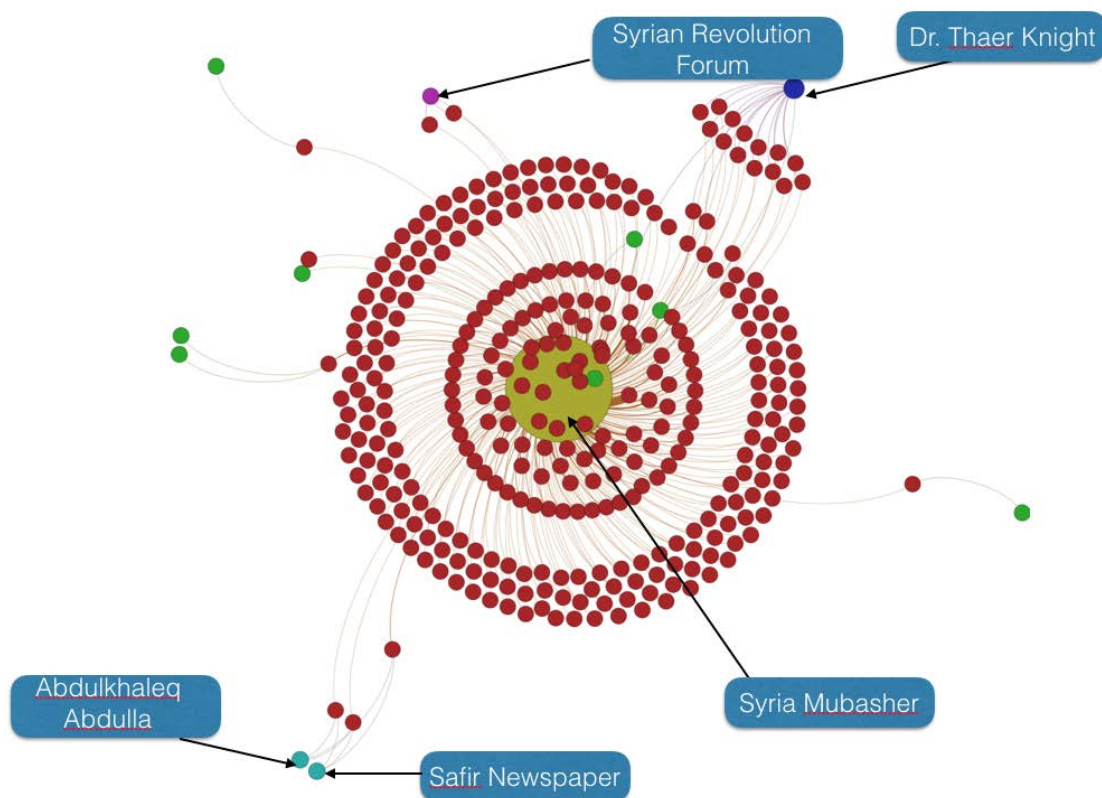 Syrian Revolution
Forum
Dr. Thaer Knight
Abdulkhaleq
Abdulla
Syria Mubasher
Safir Newspaper